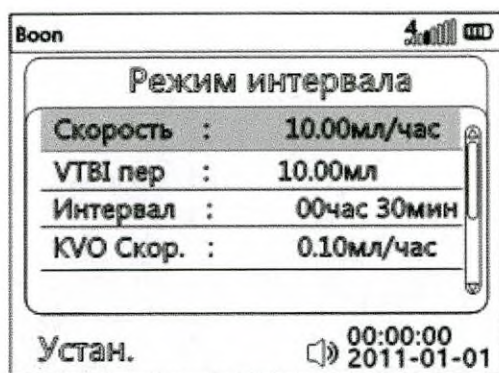 Boon 4
Режим интервала
Скорость : 10.00мл/час
VTBI пер : 10.00мл
Интервал : 00час 30мин
KVO Скор. : 0.10мл/час
Устан. 00:00:00
2011-01-01